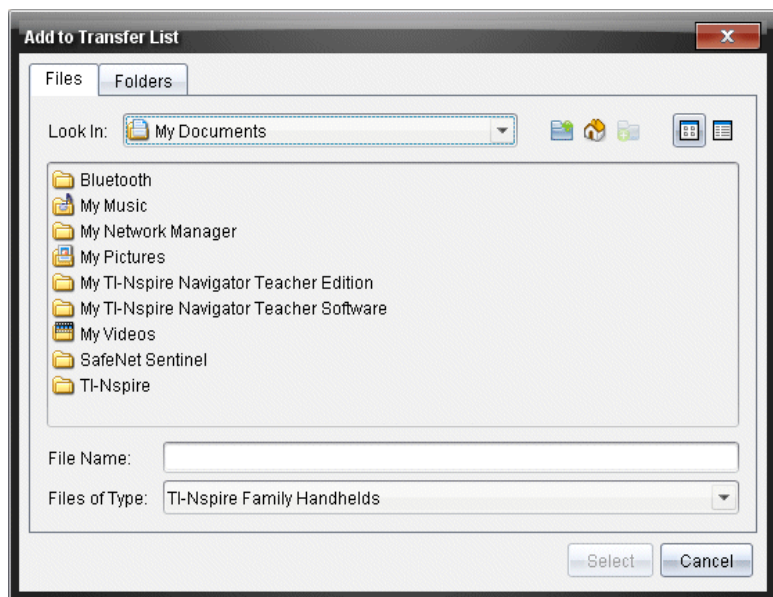 Add to Transfer List
Files Folders
Look In: My Documents
Bluetooth
My Music
My Network Manager
My Pictures
My TI-Nspire Navigator Teacher Edition
My TI-Nspire Navigator Teacher Software
My Videos
SafeNet Sentinel
TI-Nspire
File Name:
Files of Type: TI-Nspire Family Handhelds
Select Cancel